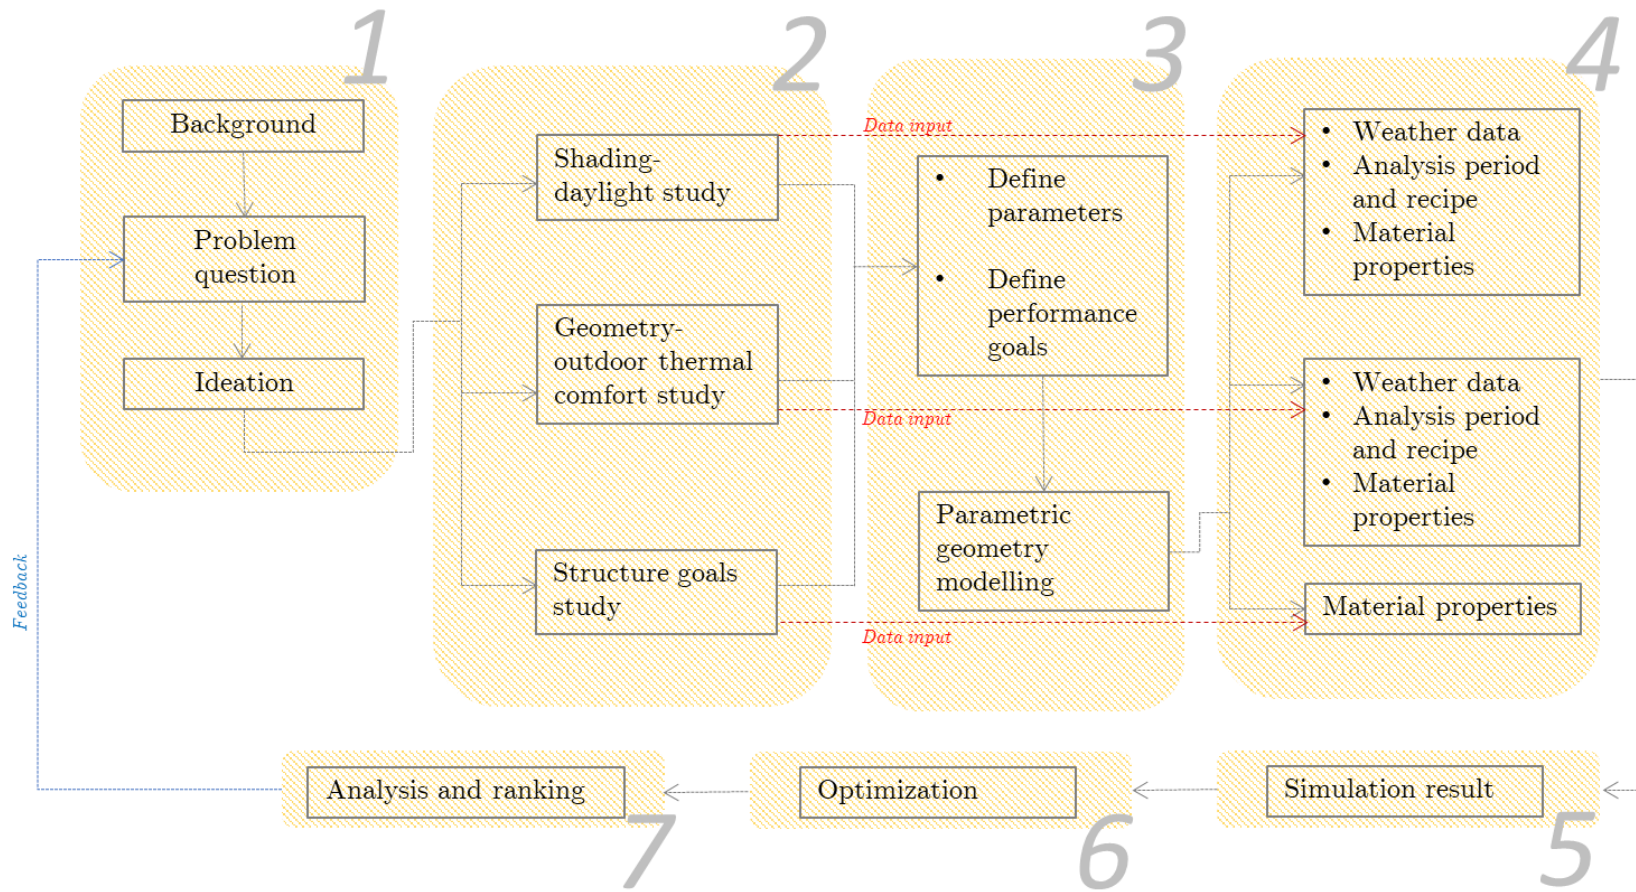 1
Background
Problem
question
Ideation
2
Shading-
daylight study
Geometry-
outdoor thermal
comfort study
Structure goals
study
Data input
Data input
Data input
3
• Define
parameters
• Define
performance
goals
Parametric
geometry
modelling
4
• Weather data
• Analysis period
and recipe
• Material
properties
• Weather data
• Analysis period
and recipe
• Material
properties
Material properties
Simulation result
5
Optimization
6
Analysis and ranking
7
Feedback